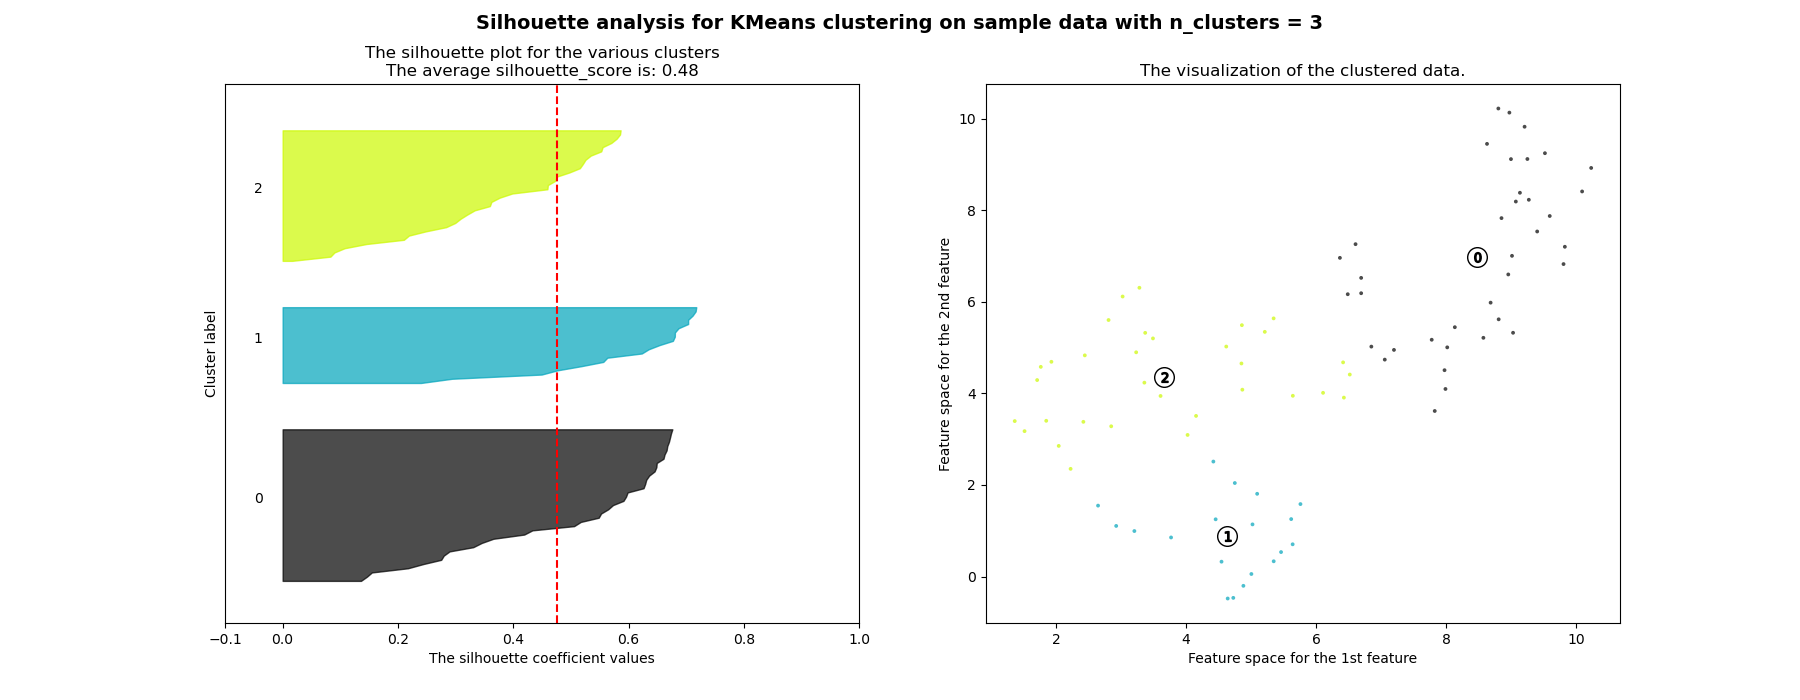 Silhouette analysis for KMeans clustering on sample data with n_clusters = 3
The silhouette plot for the various clusters
The average silhouette_score is: 0.48
2
1
0
Cluster label
−0.1 0.0 0.2 0.4 0.6 0.8 1.0
The silhouette coefficient values
The visualization of the clustered data.
10
8
6
4
2
0
Feature space for the 2nd feature
0
2
1
2 4 6 8 10
Feature space for the 1st feature